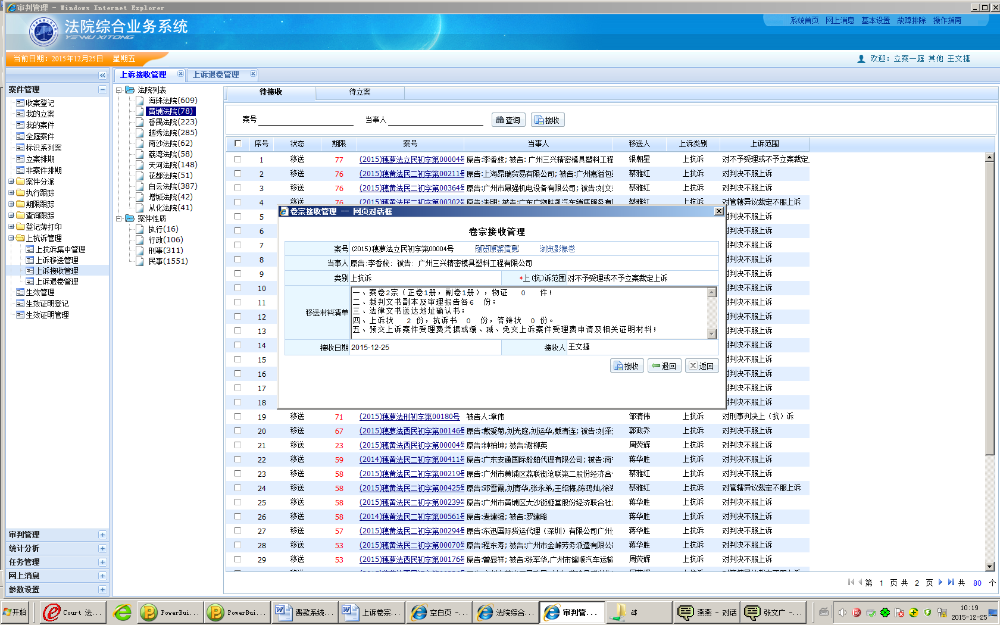 审判管理 - Windows Internet Explorer
法院综合业务系统
YEWU XITONG
系统首页 网上消息 基本设置 故障排除 操作指南
当前日期：2015年12月25日 星期五
欢迎：立案一庭 其他 王文捷
上诉接收管理 上诉退卷管理
案件管理
收案登记
我的立案
我的案件
全庭案件
标识系列案
立案排期
非案件排期
案件分派
执行跟踪
期限跟踪
查询跟踪
登记薄打印
上抗诉管理
上抗诉集中管理
上诉移送管理
上诉接收管理
上诉退卷管理
生效管理
生效证明登记
生效证明管理
审判管理
统计分析
任务管理
网上消息
参数设置
法院列表
海珠法院(609)
黄埔法院(78)
番禺法院(223)
越秀法院(285)
南沙法院(62)
荔湾法院(58)
天河法院(148)
花都法院(51)
白云法院(387)
增城法院(42)
从化法院(41)
案件性质
执行(16)
行政(106)
刑事(311)
民事(1551)
待接收 待立案
案号 当事人 查询 接收
序号 状态 期限 案号 当事人 移送人 上诉类别 上诉范围
1 移送 77 (2015)穗萝法立民初字第00004号 原告:李香姣; 被告: 广州三兴精密模具塑料工程 银朝星 上抗诉 对不予受理或不予立案裁定上
2 移送 76 (2015)穗黄法民二初字第00211号 原告:上海昂瑞贸易有限公司; 被告:广州嘉溢包 蔡雅红 上抗诉 对判决不服上诉
3 移送 76 (2015)穗黄法民二初字第00364号 原告:广州市晟强机电设备有限公司; 被告:刘文 蔡雅红 上抗诉 对判决不服上诉
4 移送 76 (2015)穗黄法民二初字第00302号 原告:朱明; 被告:广东广物胜凯汽车销售服务有 蔡雅红 上抗诉 对管辖异议裁定不服上诉
5 对判决不服上诉
6 对判决不服上诉
7 对判决不服上诉
8 对判决不服上诉
9 对判决不服上诉
10 对判决不服上诉
11 对判决不服上诉
12 对判决不服上诉
13 对判决不服上诉
14 对判决不服上诉
15 对判决不服上诉
16 对判决不服上诉
17 对判决不服上诉
18 对判决不服上诉
19 移送 71 (2015)穗萝法刑初字第00180号 被告人:章伟 邹清伟 上抗诉 对刑事判决上（抗）诉
20 移送 67 (2015)穗萝法西民初字第00146号 原告:戴爱菊,刘光庭,刘运华,戴清连; 被告:刘泽 郭政乔 上抗诉 对判决不服上诉
21 移送 23 (2015)穗黄法西民初字第00004号 原告:钟柏坤; 被告:谢柳英 周荧辉 上抗诉 对判决不服上诉
22 移送 59 (2014)穗黄法民二初字第00411号 原告:广东安通国际船舶代理有限公司; 被告:南 蒋华胜 上抗诉 对判决不服上诉
23 移送 58 (2015)穗黄法民二初字第00219号 原告:广州市黄埔区荔联街沧联第二股份经济合 蔡雅红 上抗诉 对判决不服上诉
24 移送 58 (2015)穗黄法民二初字第00425号 原告:邓雪霞,刘青华,张永弟,王绍梅,陈鸿灿,徐 蔡雅红 上抗诉 对管辖异议裁定不服上诉
25 移送 58 (2015)穗黄法民二初字第00239号 原告:广州市黄埔区大沙街姬堂股份经济联合社; 蒋华胜 上抗诉 对判决不服上诉
26 移送 58 (2014)穗黄法民二初字第00561号 原告:麦建强; 被告:罗建略 蒋华胜 上抗诉 对判决不服上诉
27 移送 57 (2015)穗黄法民二初字第00294号 原告:东迅国际货运代理（深圳）有限公司广州 蒋华胜 上抗诉 对判决不服上诉
28 移送 53 (2015)穗黄法民二初字第00070号 原告:程东寿; 被告:广州市金峰劳务派遣有限公 蒋华胜 上抗诉 对判决不服上诉
29 移送 53 (2015)穗萝法西民初字第00176号 原告:曾显祥; 被告:张军华,广州市健顺汽车运输 周荧辉 上抗诉 对判决不服上诉
第 1 页 共 2 页 共 80 个
卷宗接收管理 -- 网页对话框
卷宗接收管理
案号 (2015)穗萝法立民初字第00004号 浏览原案信息 浏览影像卷
当事人 原告:李香姣; 被告: 广州三兴精密模具塑料工程有限公司
类别 上抗诉 *上(抗)诉范围 对不予受理或不予立案裁定上诉
移送材料清单
一、案卷2宗（正卷1册，副卷1册），物证 0 件；
二、裁判文书副本及审理报告各6 份；
三、法律文书送达地址确认书；
四、上诉状 2 份，抗诉书 0 份，答辩状 0 份。
五、预交上诉案件受理费凭据或缓、减、免交上诉案件受理费申请及相关证明材料；
接收日期 2015-12-25 接收人 王文捷
接收 退回 返回
开始 Court 法... PowerBui... PowerBui... 费款系统... 上诉卷宗... 空白页 -... 法院综合... 审判管... d$ 燕燕 - 对话 张文广 -...
10:19
2015-12-25